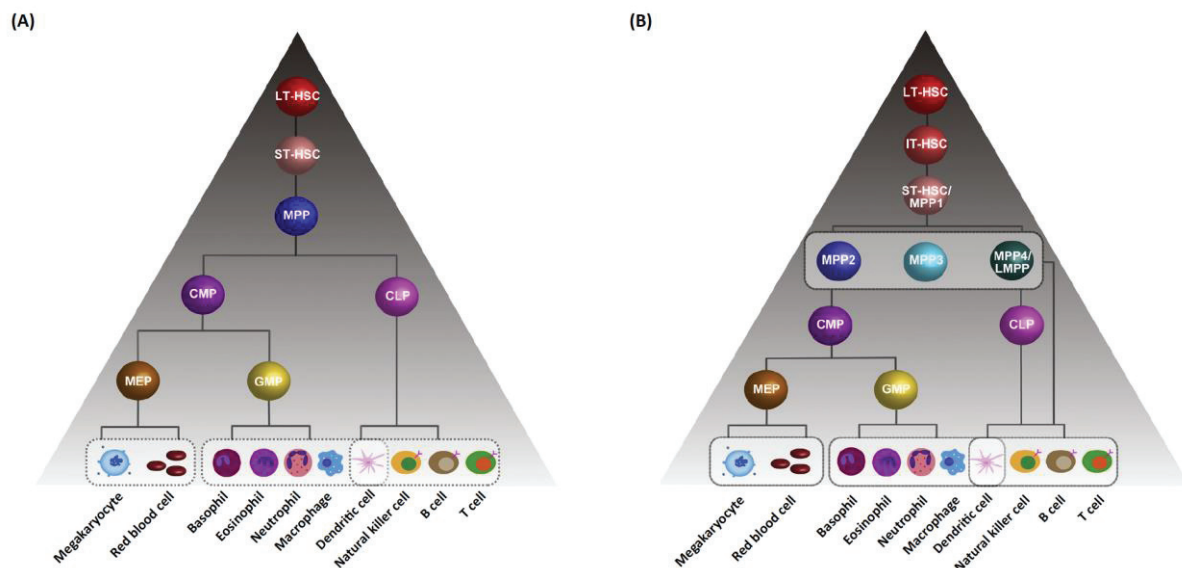 (A)
LT-HSC
ST-HSC
MPP
CMP
CLP
MEP
GMP
Megakaryocyte
Red blood cell
Basophil
Eosinophil
Neutrophil
Macrophage
Dendritic cell
Natural killer cell
B cell
T cell
(B)
LT-HSC
IT-HSC
ST-HSC/
MPP1
MPP2
MPP3
MPP4/
LMPP
CMP
CLP
MEP
GMP
Megakaryocyte
Red blood cell
Basophil
Eosinophil
Neutrophil
Macrophage
Dendritic cell
Natural killer cell
B cell
T cell